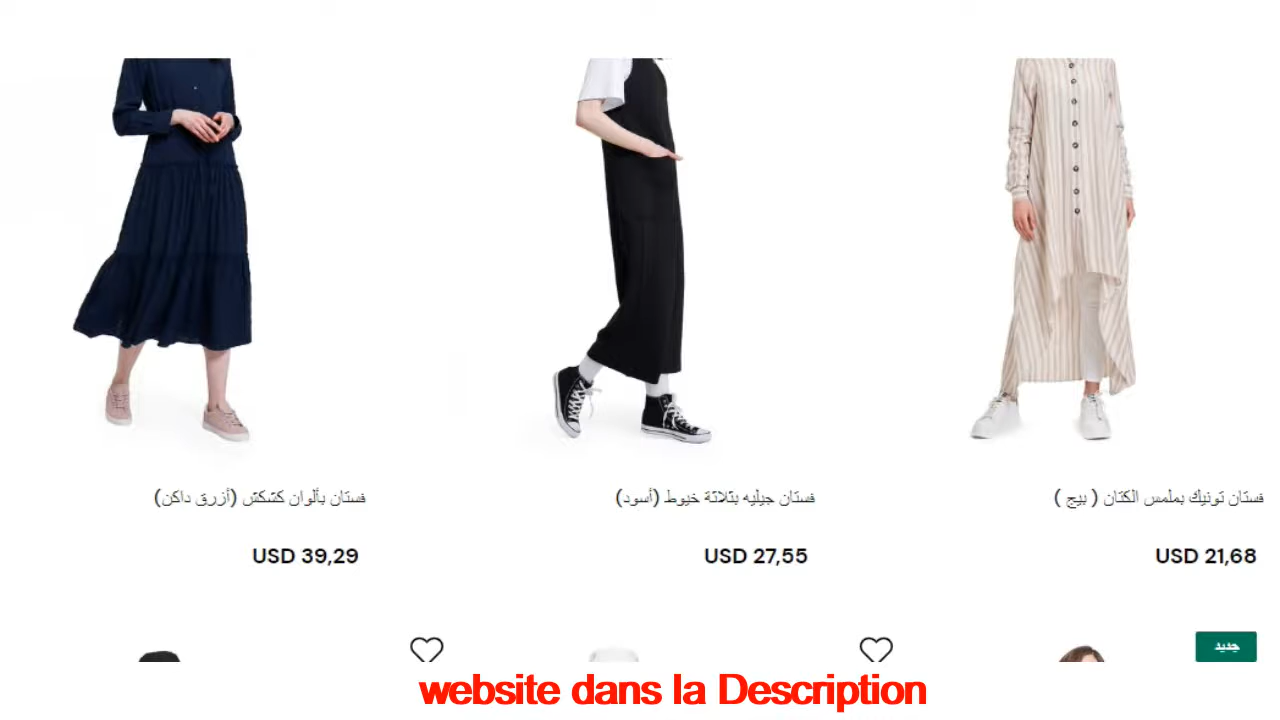 فستان تونيك بملمس الكتان ( بيج )
فستان جيليه بثلاثة خيوط (أسود)
فستان بألوان كشكش (أزرق داكن)
USD 21,68
USD 27,55
USD 39,29
جديد
website dans la Description